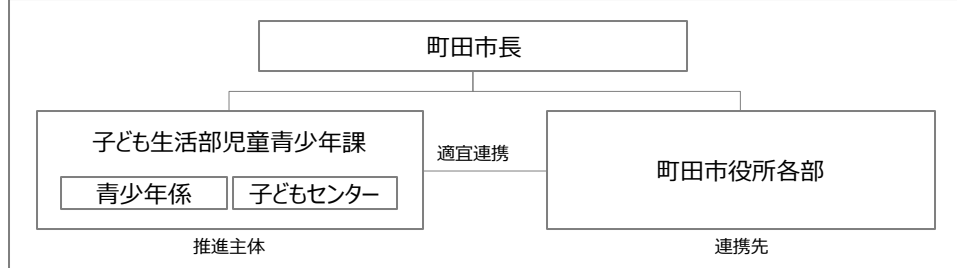 町田市長
子ども生活部児童青少年課
青少年係
子どもセンター
適宜連携
町田市役所各部
推進主体
連携先